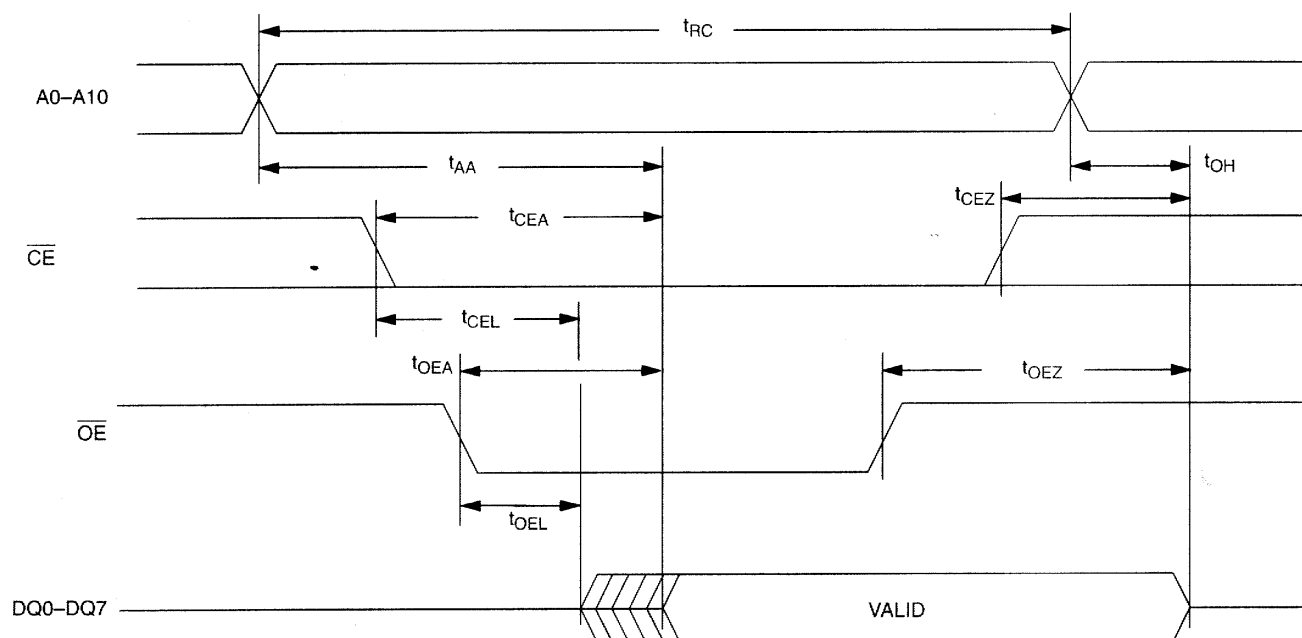 tRC
A0–A10
tAA
tOH
tCEA
tCEZ
CE
tCEL
tOEA
tOEZ
OE
tOEL
DQ0–DQ7
VALID